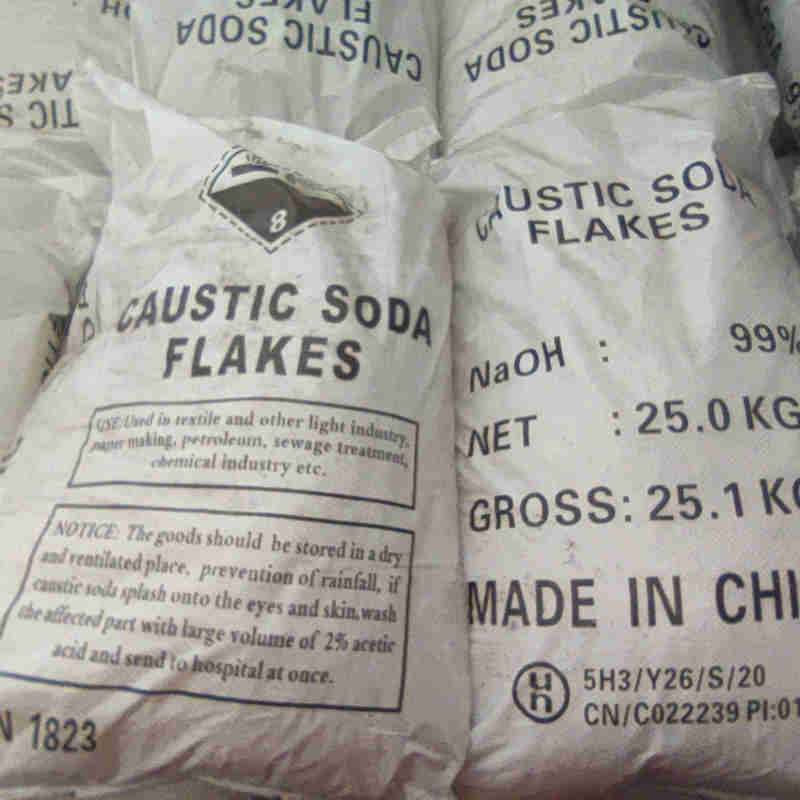 CAUSTIC SODA
CAUSTIC SODA
8
CAUSTIC SODA
FLAKES
USE: Used in textile and other light industry,
paper making, petroleum, sewage treatment,
chemical industry etc.
NOTICE: The goods should be stored in a dry
and ventilated place, prevention of rainfall, if
caustic soda splash onto the eyes and skin, wash
the affected part with large volume of 2% acetic
acid and send to hospital at once.
N 1823
CAUSTIC SODA
FLAKES
NaOH : 99%
NET : 25.0 KG
GROSS: 25.1 KG
MADE IN CHI
un
5H3/Y26/S/20
CN/C022239 PI:01